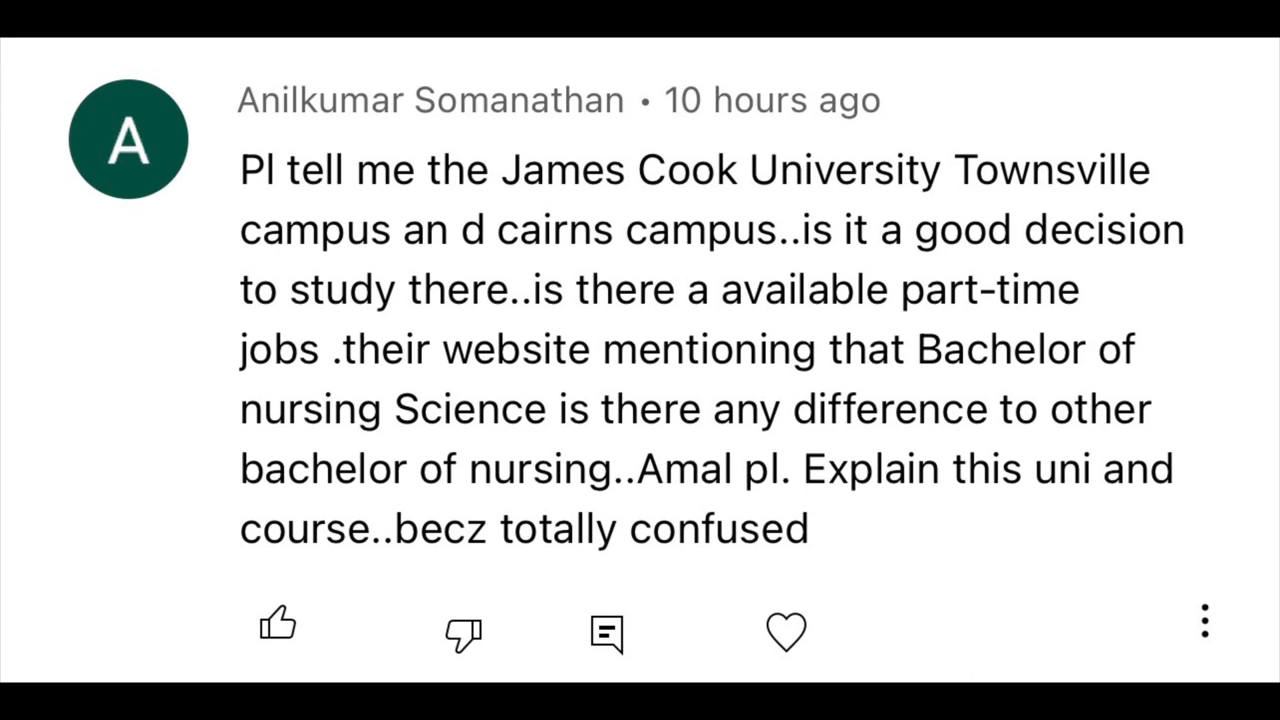 A
Anilkumar Somanathan • 10 hours ago
Pl tell me the James Cook University Townsville
campus an d cairns campus..is it a good decision
to study there..is there a available part-time
jobs .their website mentioning that Bachelor of
nursing Science is there any difference to other
bachelor of nursing..Amal pl. Explain this uni and
course..becz totally confused